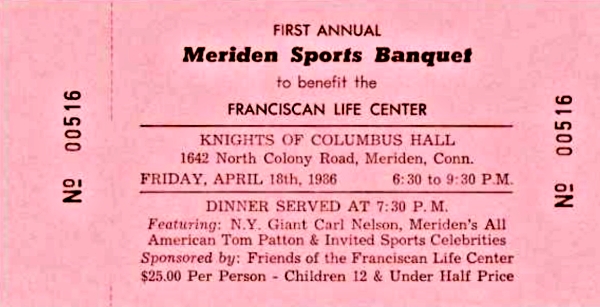 FIRST ANNUAL
Meriden Sports Banquet
to benefit the
FRANCISCAN LIFE CENTER
KNIGHTS OF COLUMBUS HALL
1642 North Colony Road, Meriden, Conn.
FRIDAY, APRIL 18th, 1936 6:30 to 9:30 P.M.
DINNER SERVED AT 7:30 P.M.
Featuring: N.Y. Giant Carl Nelson, Meriden's All
American Tom Patton & Invited Sports Celebrities
Sponsored by: Friends of the Franciscan Life Center
$25.00 Per Person - Children 12 & Under Half Price
No 00516
No 00516